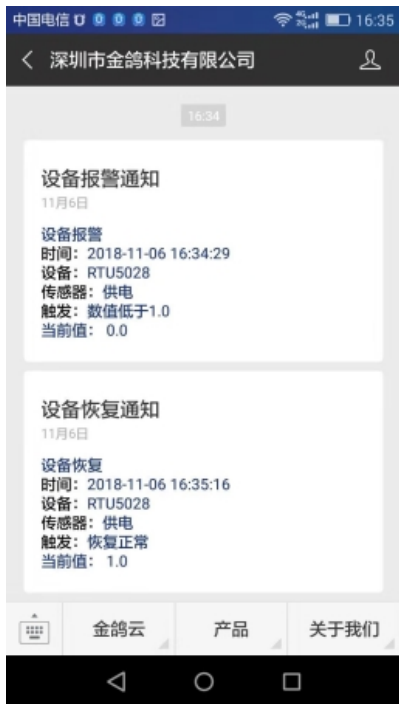 中国电信 16:35
深圳市金鸽科技有限公司
16:34
设备报警通知
11月6日
设备报警
时间：2018-11-06 16:34:29
设备：RTU5028
传感器：供电
触发：数值低于1.0
当前值： 0.0
设备恢复通知
11月6日
设备恢复
时间：2018-11-06 16:35:16
设备：RTU5028
传感器：供电
触发：恢复正常
当前值： 1.0
金鸽云 产品 关于我们